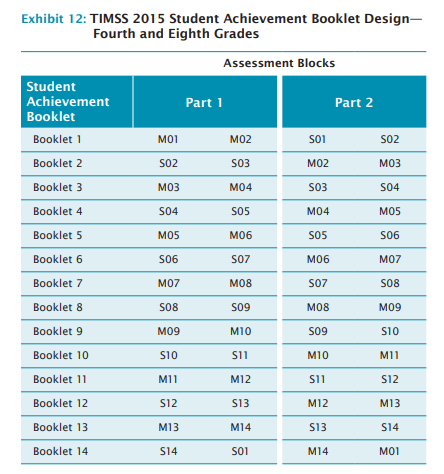 Exhibit 12: TIMSS 2015 Student Achievement Booklet Design—
Fourth and Eighth Grades
Assessment Blocks
Student
Achievement
Booklet
Part 1
Part 2
Booklet 1 M01 M02 S01 S02
Booklet 2 S02 S03 M02 M03
Booklet 3 M03 M04 S03 S04
Booklet 4 S04 S05 M04 M05
Booklet 5 M05 M06 S05 S06
Booklet 6 S06 S07 M06 M07
Booklet 7 M07 M08 S07 S08
Booklet 8 S08 S09 M08 M09
Booklet 9 M09 M10 S09 S10
Booklet 10 S10 S11 M10 M11
Booklet 11 M11 M12 S11 S12
Booklet 12 S12 S13 M12 M13
Booklet 13 M13 M14 S13 S14
Booklet 14 S14 S01 M14 M01